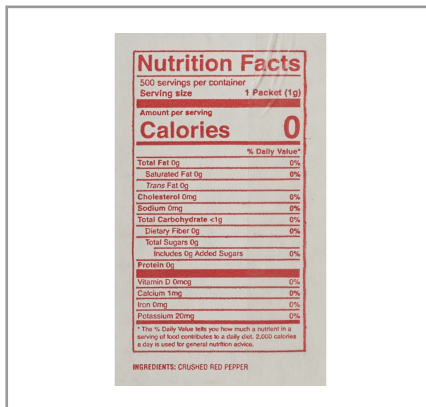 Nutrition Facts
500 servings per container
Serving size 1 Packet (1g)
Amount per serving
Calories 0
% Daily Value*
Total Fat 0g 0%
Saturated Fat 0g 0%
Trans Fat 0g
Cholesterol 0mg 0%
Sodium 0mg 0%
Total Carbohydrate <1g 0%
Dietary Fiber 0g 0%
Total Sugars 0g
Includes 0g Added Sugars 0%
Protein 0g
Vitamin D 0mcg 0%
Calcium 1mg 0%
Iron 0mg 0%
Potassium 20mg 0%
* The % Daily Value tells you how much a nutrient in a
serving of food contributes to a daily diet. 2,000 calories
a day is used for general nutrition advice.
INGREDIENTS: CRUSHED RED PEPPER